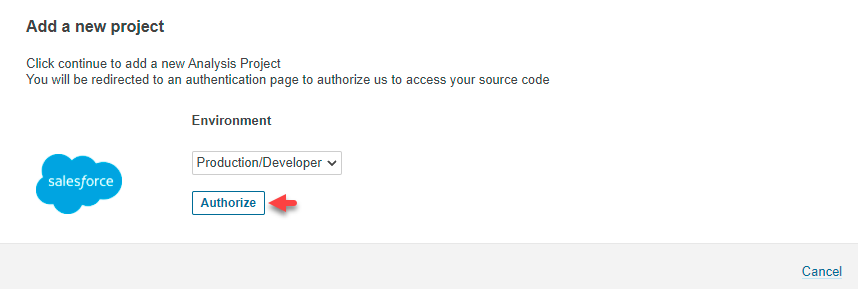 Add a new project
Click continue to add a new Analysis Project
You will be redirected to an authentication page to authorize us to access your source code
Environment
Production/Developer
salesforce
Authorize
Cancel